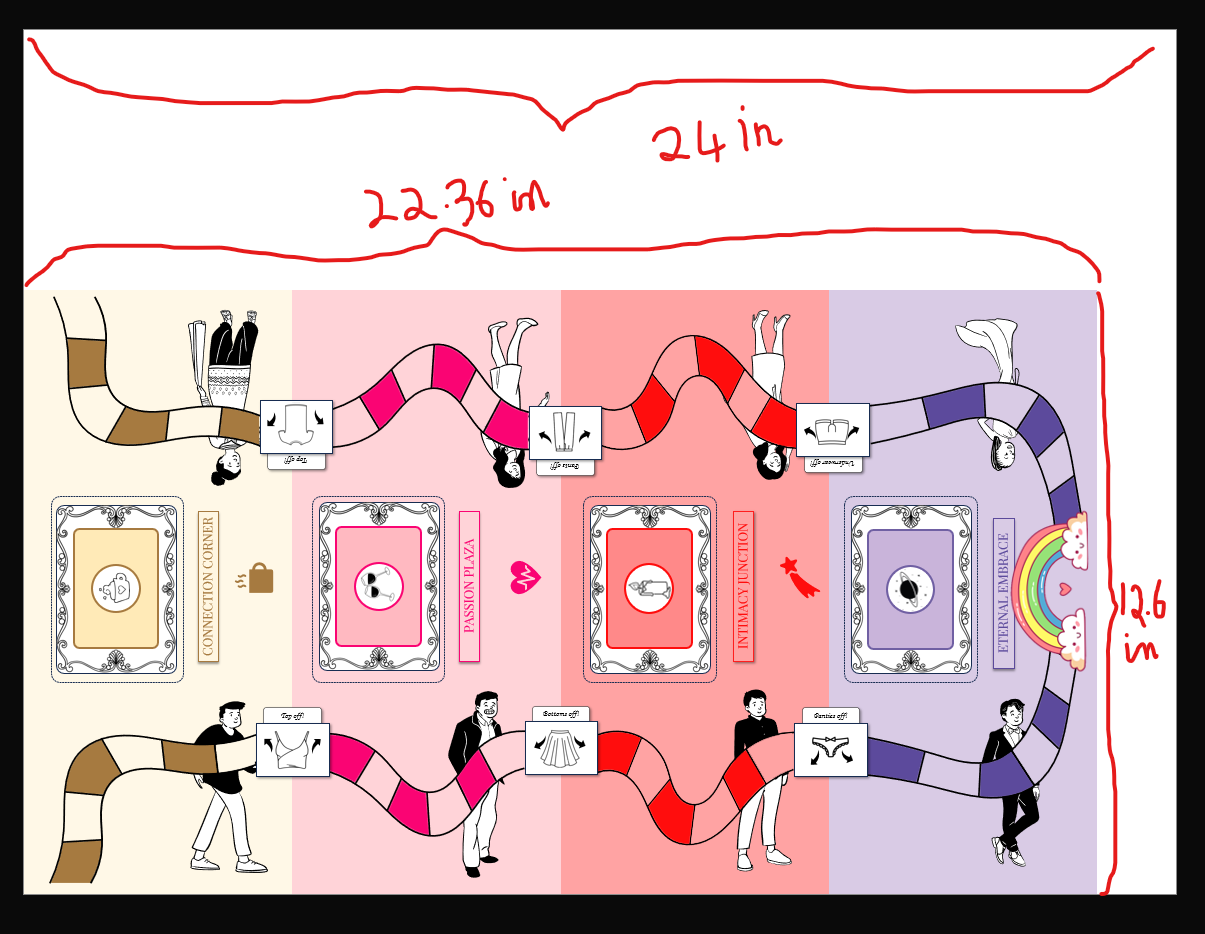 24 in
22.36 in
Top off!
Pants off!
Underwear off!
CONNECTION CORNER
PASSION PLAZA
INTIMACY JUNCTION
ETERNAL EMBRACE
12.6
in
Top off!
Bottoms off!
Panties off!